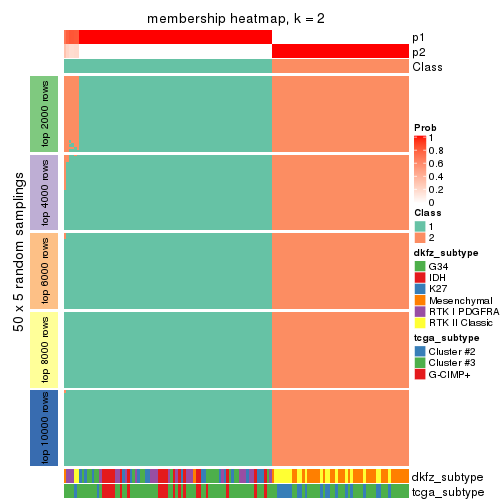 membership heatmap, k = 2
p1
p2
Class
50 x 5 random samplings
top 2000 rows
top 4000 rows
top 6000 rows
top 8000 rows
top 10000 rows
dkfz_subtype
tcga_subtype
Prob
1
0.8
0.6
0.4
0.2
0
Class
1
2
dkfz_subtype
G34
IDH
K27
Mesenchymal
RTK I PDGFRA
RTK II Classic
tcga_subtype
Cluster #2
Cluster #3
G-CIMP+